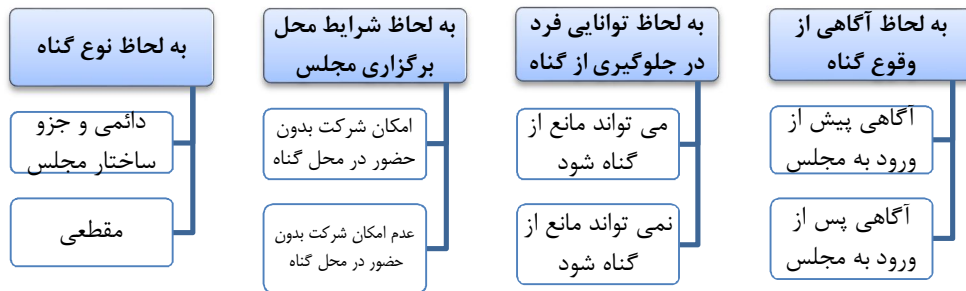 به لحاظ آگاهی از
وقوع گناه
آگاهی پیش از
ورود به مجلس
آگاهی پس از
ورود به مجلس
به لحاظ توانایی فرد
در جلوگیری از گناه
می تواند مانع از
گناه شود
نمی تواند مانع از
گناه شود
به لحاظ شرایط محل
برگزاری مجلس
امکان شرکت بدون
حضور در محل گناه
عدم امکان شرکت بدون
حضور در محل گناه
به لحاظ نوع گناه
دائمی و جزو
ساختار مجلس
مقطعی